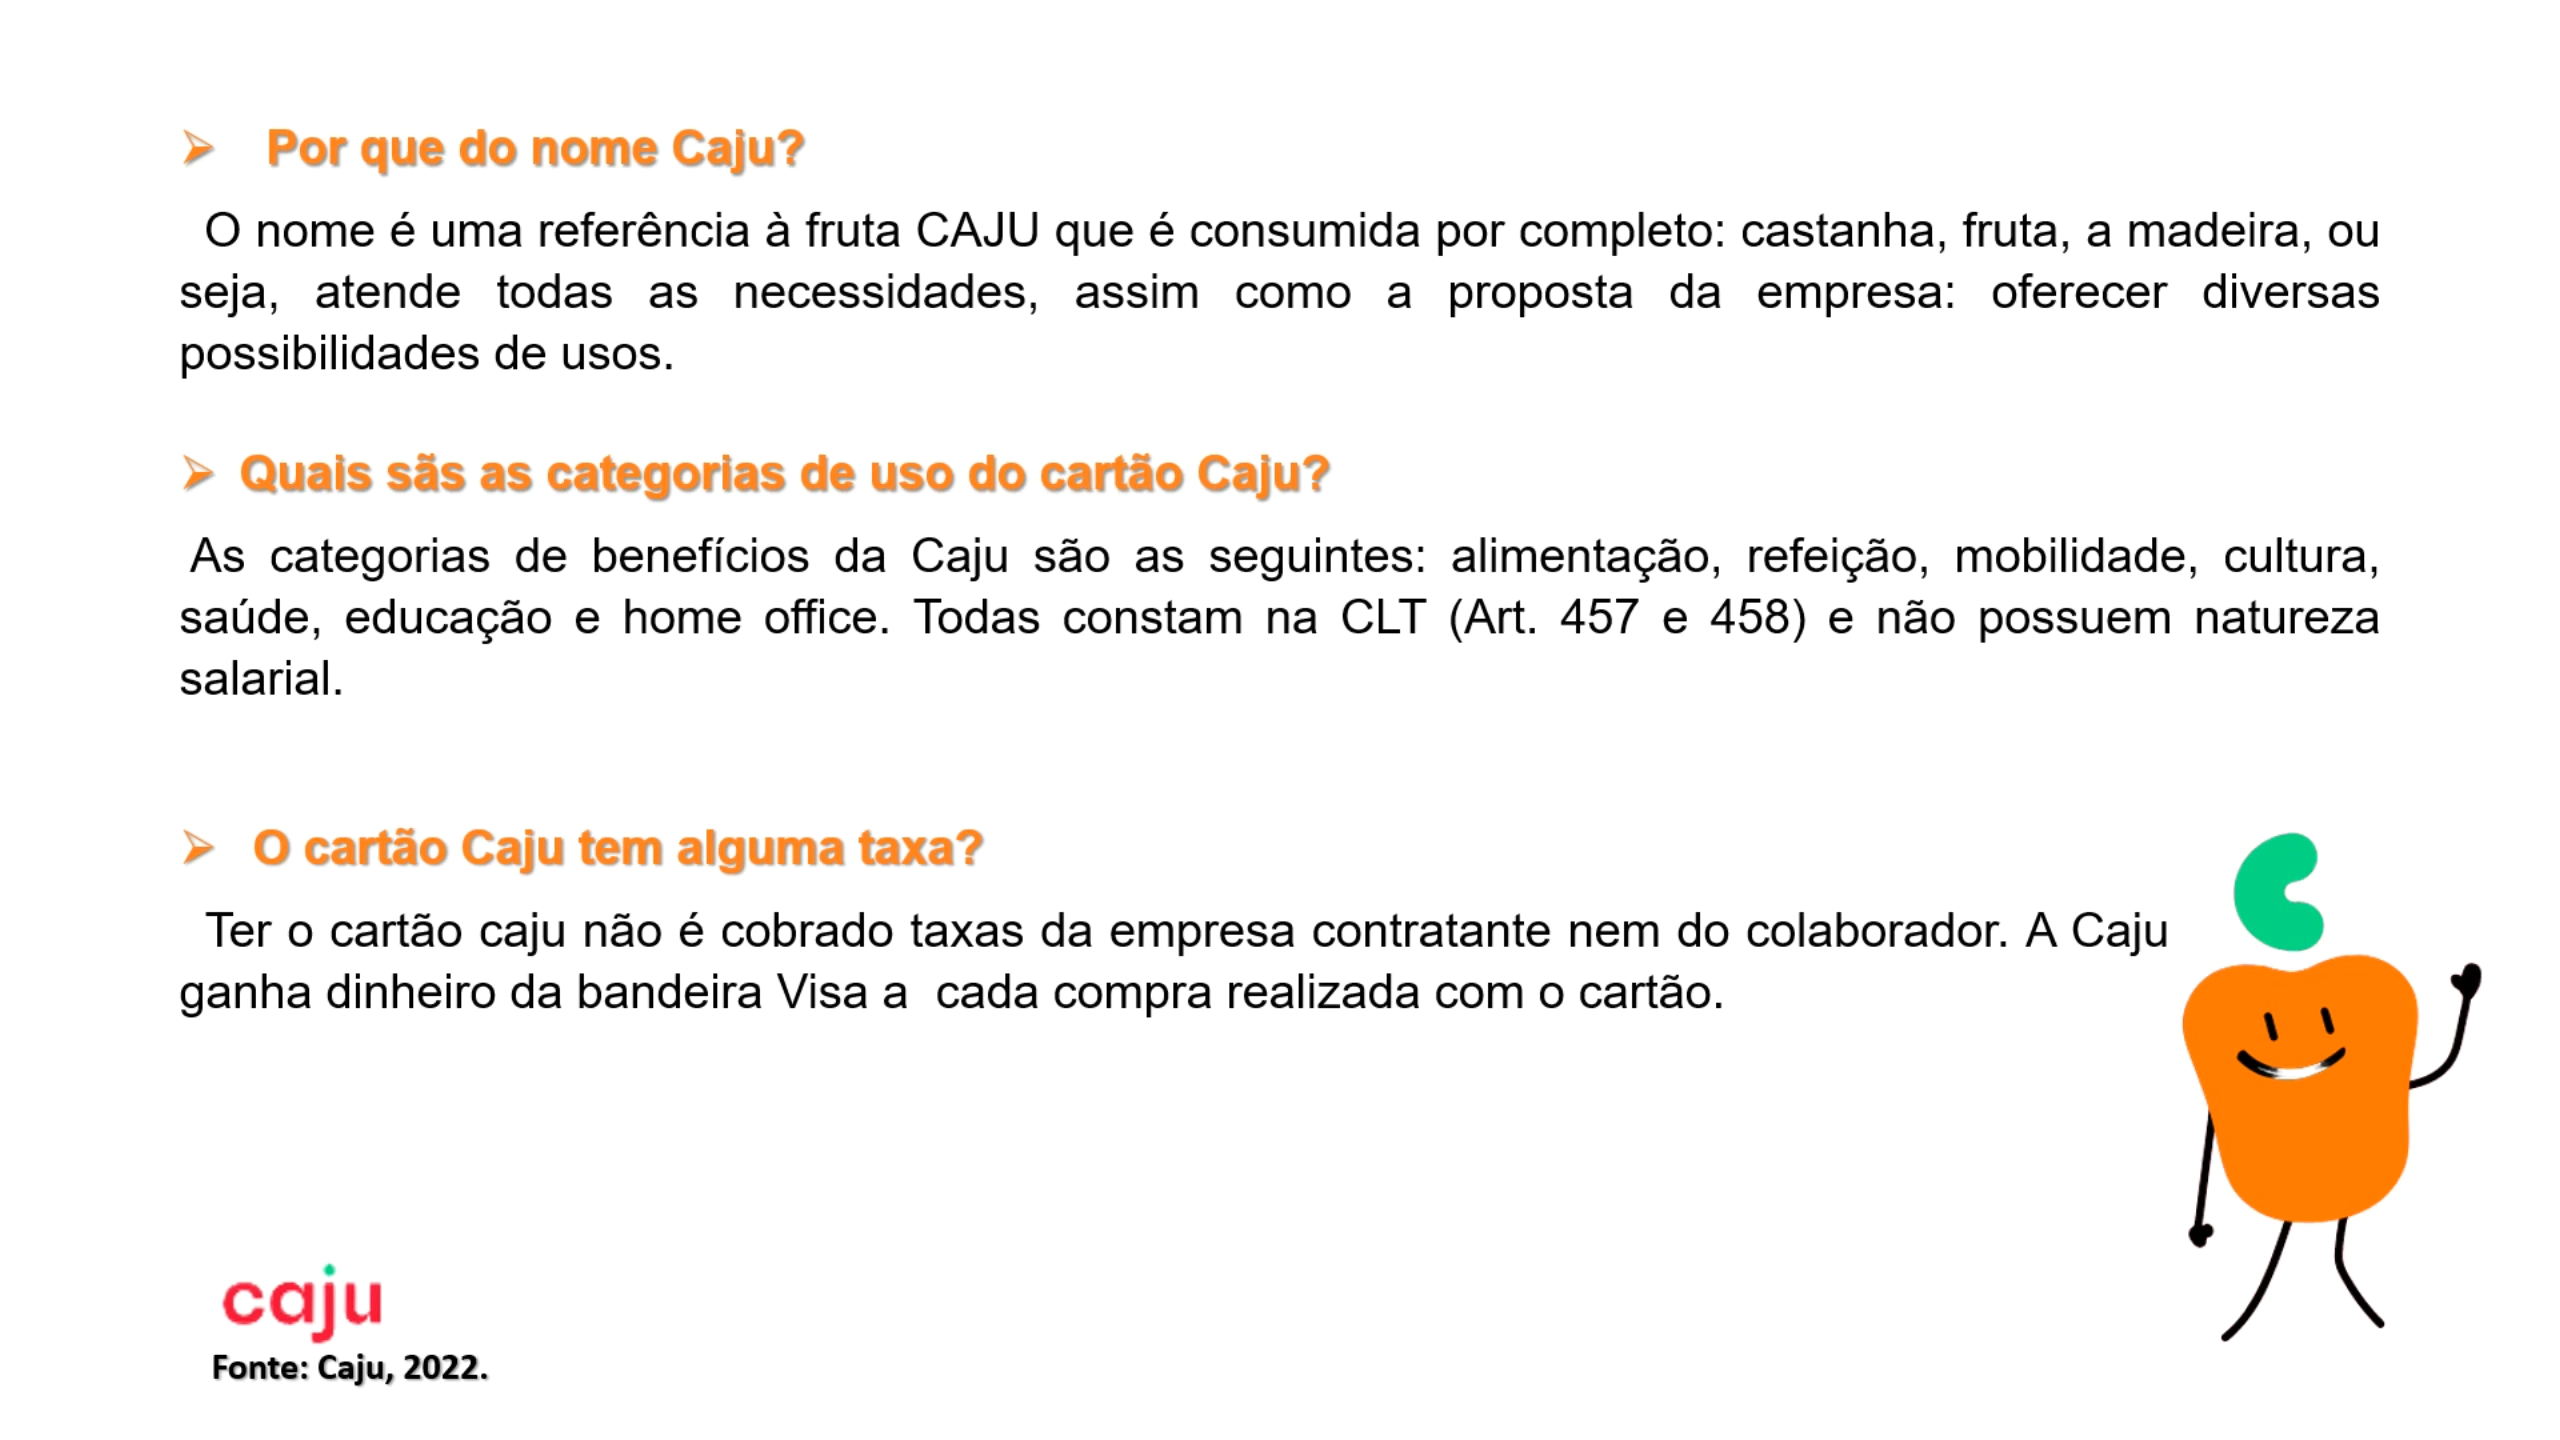 Por que do nome Caju?
O nome é uma referência à fruta CAJU que é consumida por completo: castanha, fruta, a madeira, ou
seja, atende todas as necessidades, assim como a proposta da empresa: oferecer diversas
possibilidades de usos.
Quais sãs as categorias de uso do cartão Caju?
As categorias de benefícios da Caju são as seguintes: alimentação, refeição, mobilidade, cultura,
saúde, educação e home office. Todas constam na CLT (Art. 457 e 458) e não possuem natureza
salarial.
O cartão Caju tem alguma taxa?
Ter o cartão caju não é cobrado taxas da empresa contratante nem do colaborador. A Caju
ganha dinheiro da bandeira Visa a  cada compra realizada com o cartão.
caju
Fonte: Caju, 2022.